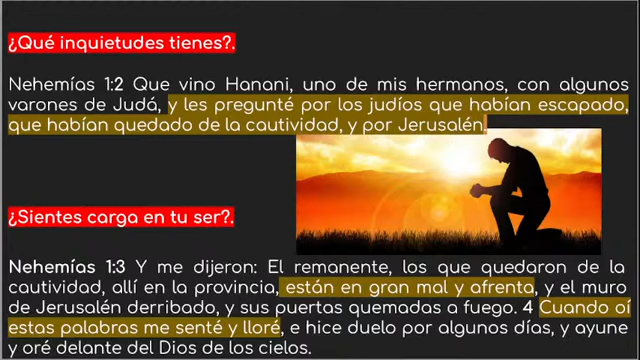 ¿Qué inquietudes tienes?.
Nehemías 1:2 Que vino Hanani, uno de mis hermanos, con algunos
varones de Judá, y les pregunté por los judíos que habían escapado,
que habían quedado de la cautividad, y por Jerusalén.
¿Sientes carga en tu ser?.
Nehemías 1:3 Y me dijeron: El remanente, los que quedaron de la
cautividad, allí en la provincia, están en gran mal y afrenta, y el muro
de Jerusalén derribado, y sus puertas quemadas a fuego. 4 Cuando oí
estas palabras me senté y lloré, e hice duelo por algunos días, y ayune
y oré delante del Dios de los cielos.